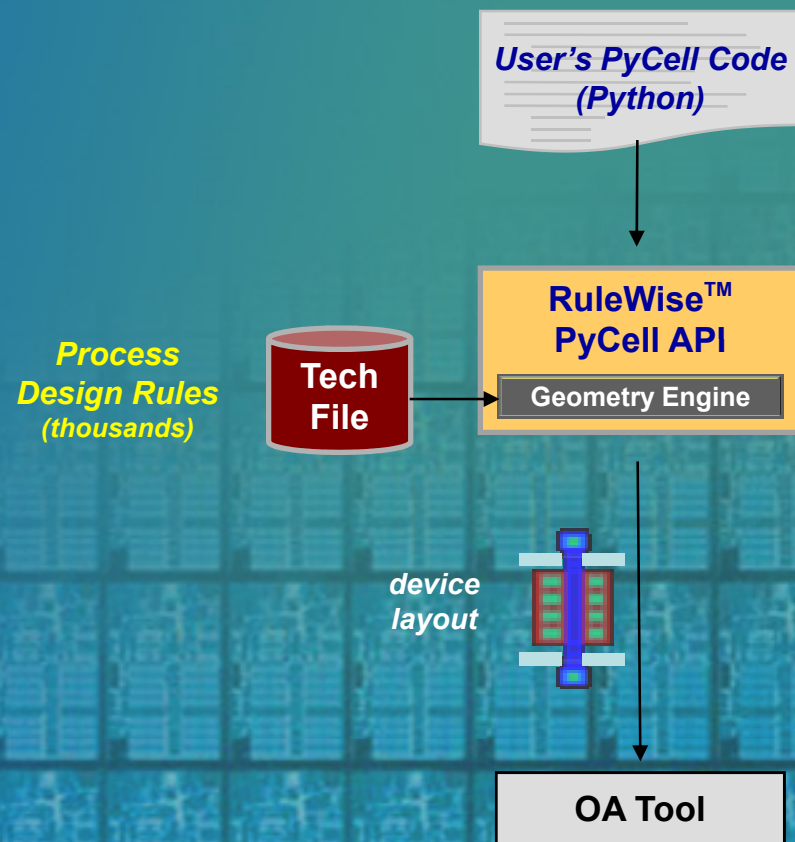 User's PyCell Code
(Python)
RuleWise™
PyCell API
Geometry Engine
Process
Design Rules
(thousands)
Tech
File
device
layout
OA Tool